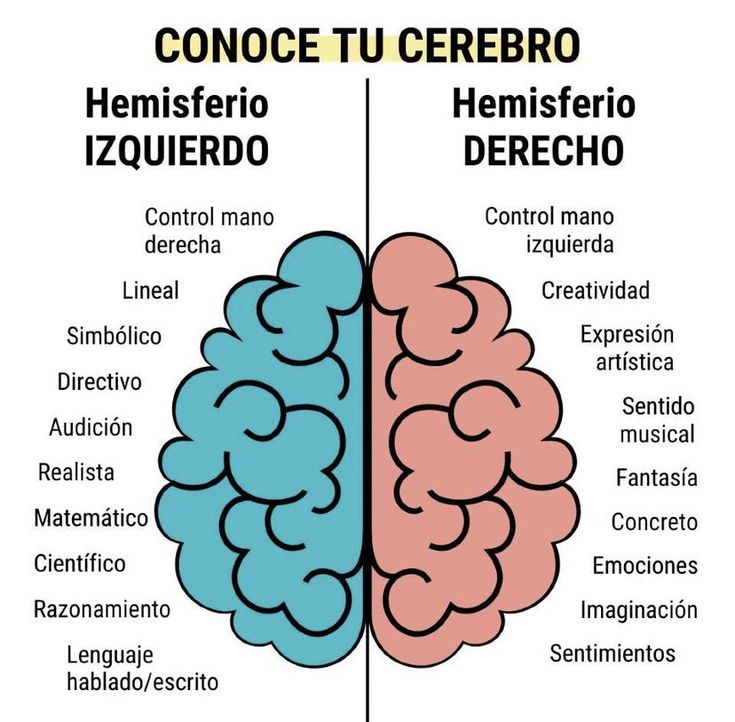 CONOCE TU CEREBRO
Hemisferio
IZQUIERDO
Control mano
derecha
Lineal
Simbólico
Directivo
Audición
Realista
Matemático
Científico
Razonamiento
Lenguaje
hablado/escrito
Hemisferio
DERECHO
Control mano
izquierda
Creatividad
Expresión
artística
Sentido
musical
Fantasía
Concreto
Emociones
Imaginación
Sentimientos